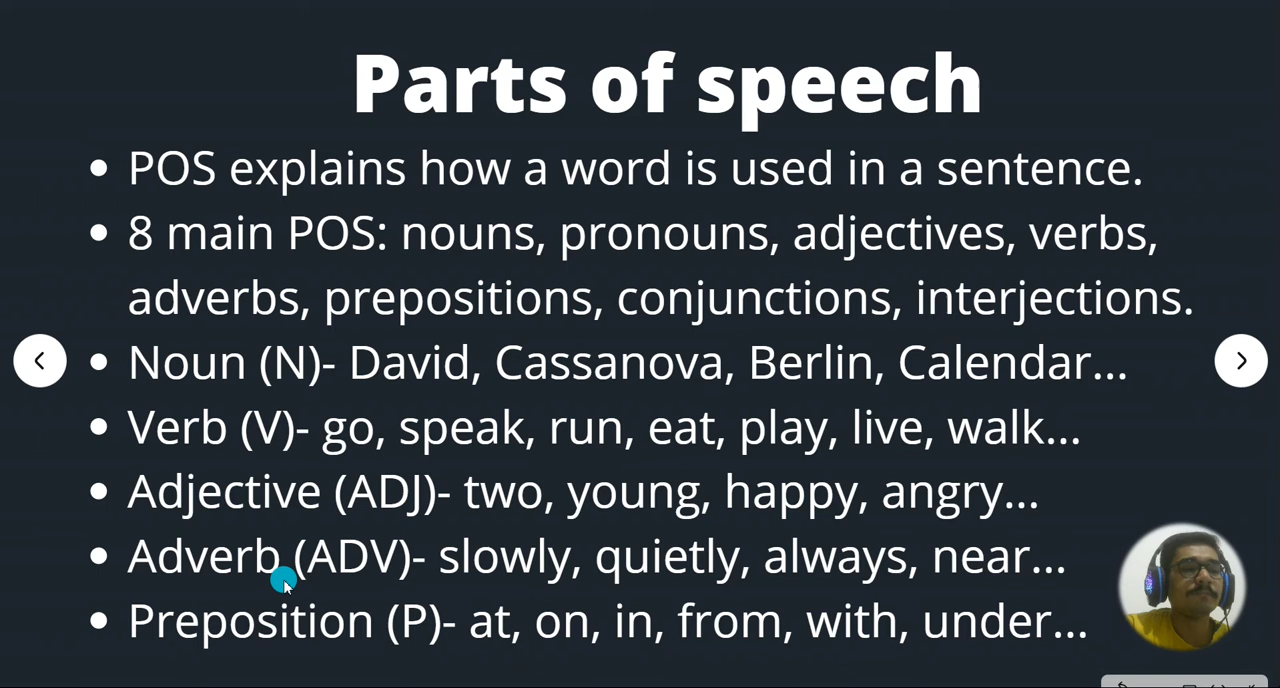 Parts of speech
• POS explains how a word is used in a sentence.
• 8 main POS: nouns, pronouns, adjectives, verbs,
adverbs, prepositions, conjunctions, interjections.
• Noun (N)- David, Cassanova, Berlin, Calendar...
• Verb (V)- go, speak, run, eat, play, live, walk...
• Adjective (ADJ)- two, young, happy, angry...
• Adverb (ADV)- slowly, quietly, always, near...
• Preposition (P)- at, on, in, from, with, under...